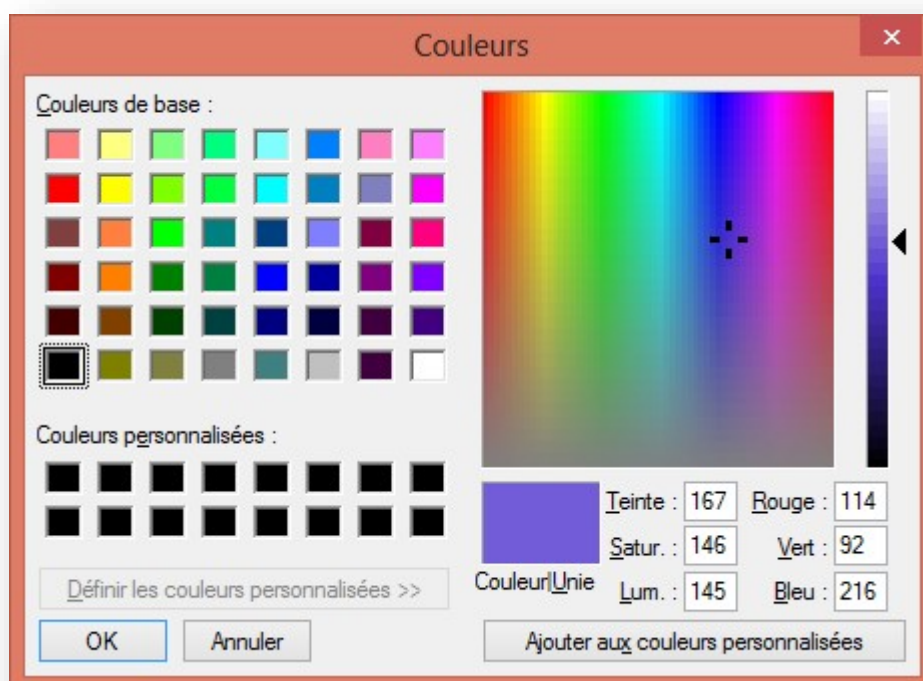 Couleurs
×
Couleurs de base :
Couleurs personnalisées :
Définir les couleurs personnalisées >>
OK
Annuler
Couleur|Unie
Teinte : 167
Satur. : 146
Lum. : 145
Rouge : 114
Vert : 92
Bleu : 216
Ajouter aux couleurs personnalisées